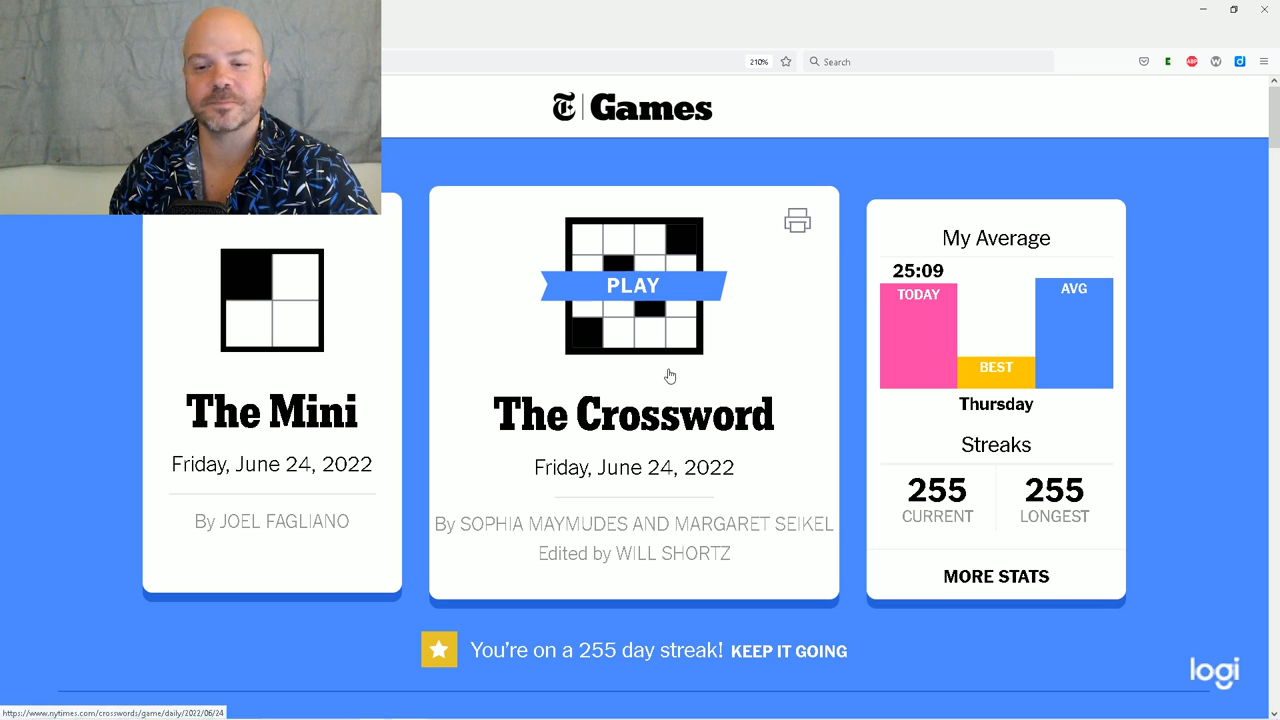 210%
Search
ABP
W
T | Games
PLAY
The Mini
Friday, June 24, 2022
By JOEL FAGLIANO
The Crossword
Friday, June 24, 2022
By SOPHIA MAYMUDES AND MARGARET SEIKEL
Edited by WILL SHORTZ
My Average
25:09
TODAY
BEST
AVG
Thursday
Streaks
255 255
CURRENT LONGEST
MORE STATS
You're on a 255 day streak! KEEP IT GOING
logi
https://www.nytimes.com/crosswords/game/daily/2022/06/24